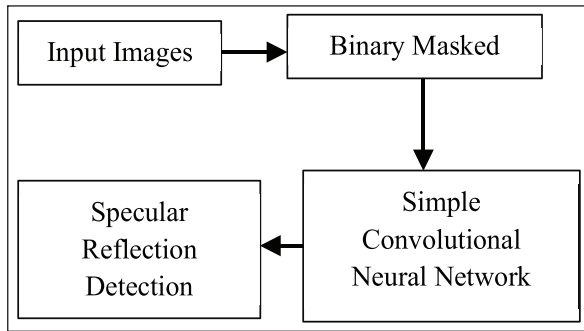 Input Images
Binary Masked
Simple
Convolutional
Neural Network
Specular
Reflection
Detection